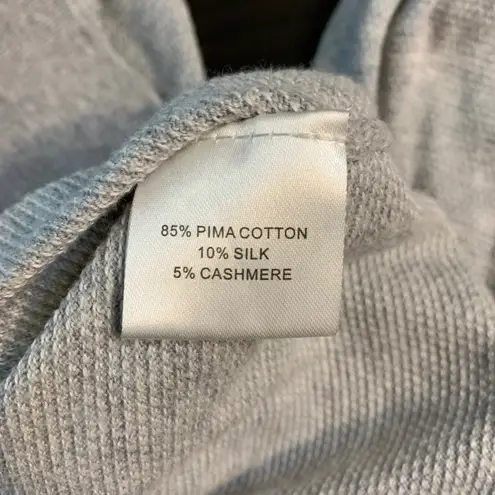 85% PIMA COTTON
10% SILK
5% CASHMERE